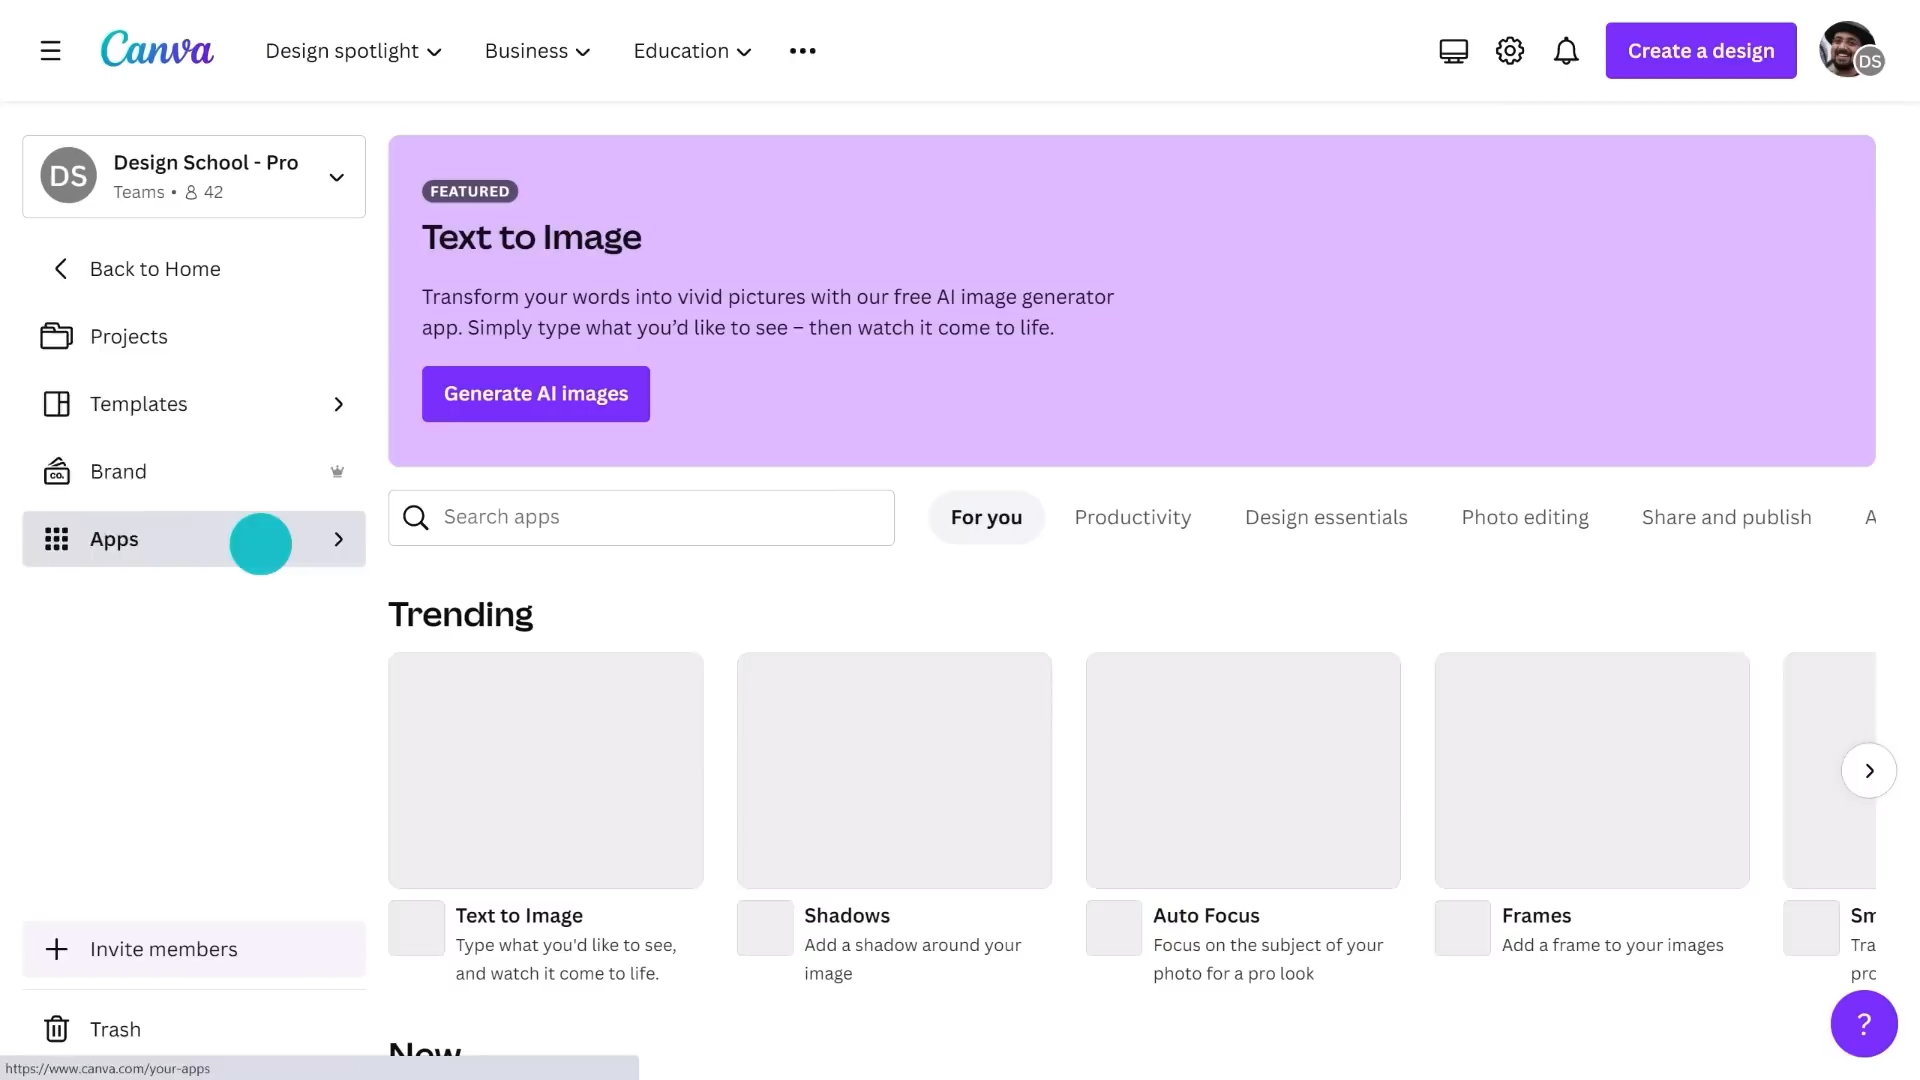 Canva
Design spotlight
Business
Education
Create a design
DS
DS
Design School - Pro
Teams • 42
Back to Home
Projects
Templates
CO.
Brand
Apps
Invite members
Trash
https://www.canva.com/your-apps
FEATURED
Text to Image
Transform your words into vivid pictures with our free AI image generator
app. Simply type what you’d like to see – then watch it come to life.
Generate AI images
Search apps
For you
Productivity
Design essentials
Photo editing
Share and publish
A
Trending
Text to Image
Type what you'd like to see,
and watch it come to life.
Shadows
Add a shadow around your
image
Auto Focus
Focus on the subject of your
photo for a pro look
Frames
Add a frame to your images
Sm
Tra
pro
New
?